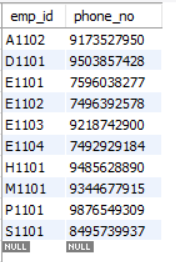 emp_id phone_no
A1102 9173527950
D1101 9503857428
E1101 7596038277
E1102 7496392578
E1103 9218742900
E1104 7492929184
H1101 9485628890
M1101 9344677915
P1101 9876549309
S1101 8495739937
NULL NULL